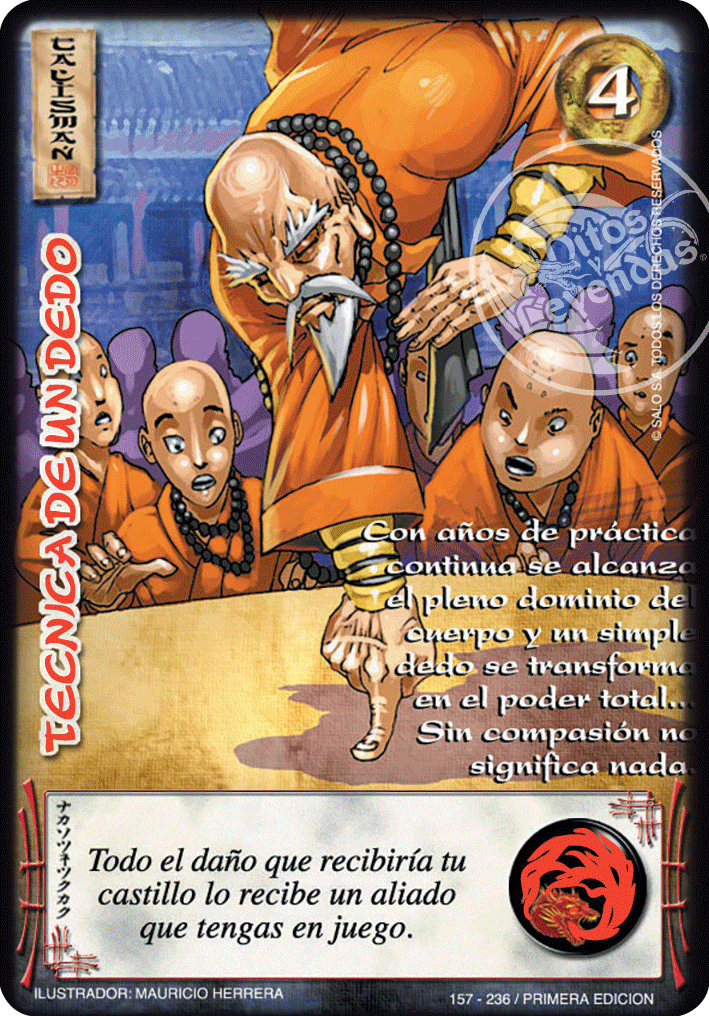 TALISMAN
4
Mitos
y
Leyendas
®
© SALO S.A. TODOS LOS DERECHOS RESERVADOS
TECNICA DE UN DEDO
Con años de práctica
continua se alcanza
el pleno dominio del
cuerpo y un simple
dedo se transforma
en el poder total...
Sin compasión no
significa nada.
ナカソツネツクカク
Todo el daño que recibiría tu
castillo lo recibe un aliado
que tengas en juego.
ILUSTRADOR: MAURICIO HERRERA
157 - 236 / PRIMERA EDICION